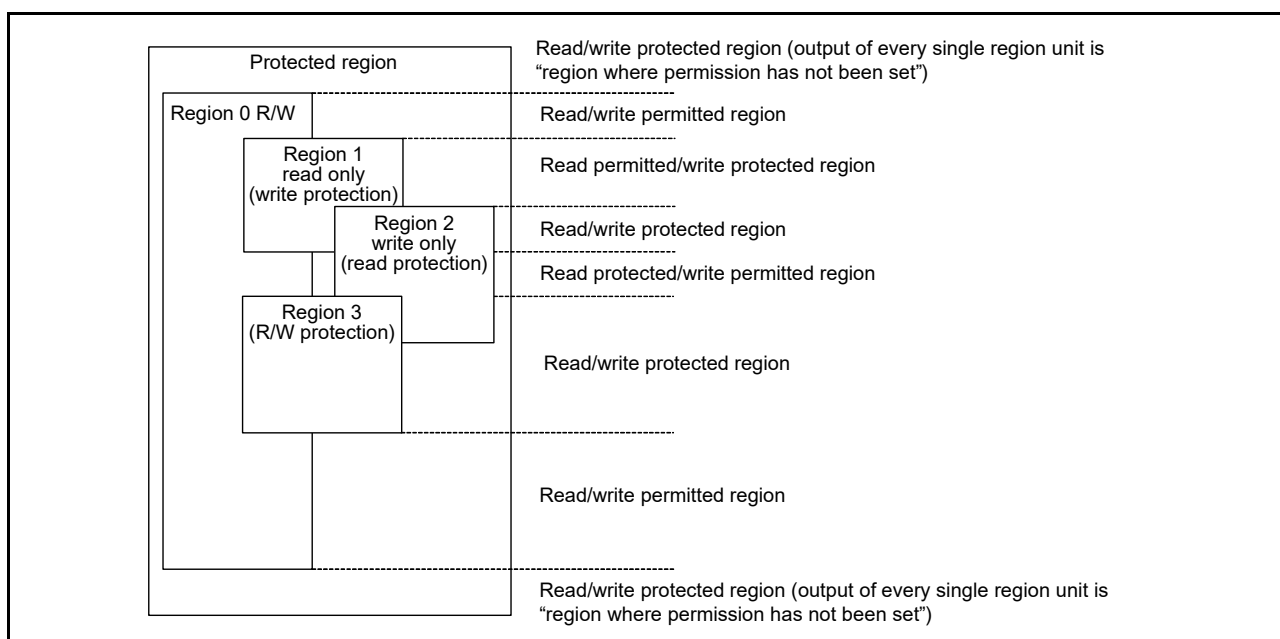 Protected region
Read/write protected region (output of every single region unit is
“region where permission has not been set”)
Region 0 R/W
Read/write permitted region
Region 1
read only
(write protection)
Read permitted/write protected region
Region 2
write only
(read protection)
Read/write protected region
Read protected/write permitted region
Region 3
(R/W protection)
Read/write protected region
Read/write permitted region
Read/write protected region (output of every single region unit is
“region where permission has not been set”)